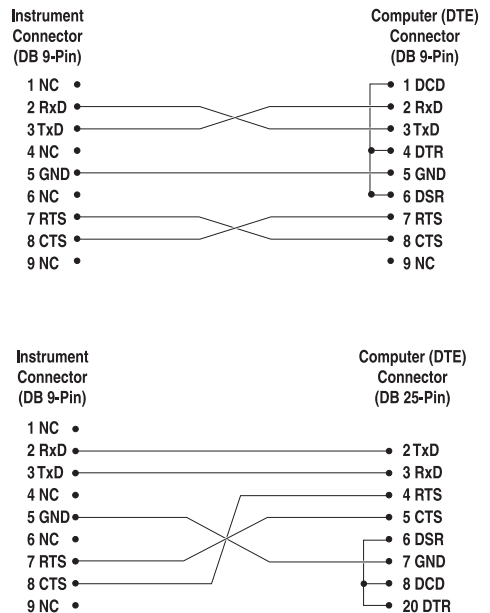 Instrument
Connector
(DB 9-Pin)
Computer (DTE)
Connector
(DB 9-Pin)
1 NC
2 RxD
3 TxD
4 NC
5 GND
6 NC
7 RTS
8 CTS
9 NC
1 DCD
2 RxD
3 TxD
4 DTR
5 GND
6 DSR
7 RTS
8 CTS
9 NC
Instrument
Connector
(DB 9-Pin)
Computer (DTE)
Connector
(DB 25-Pin)
1 NC
2 RxD
3 TxD
4 NC
5 GND
6 NC
7 RTS
8 CTS
9 NC
2 TxD
3 RxD
4 RTS
5 CTS
6 DSR
7 GND
8 DCD
20 DTR